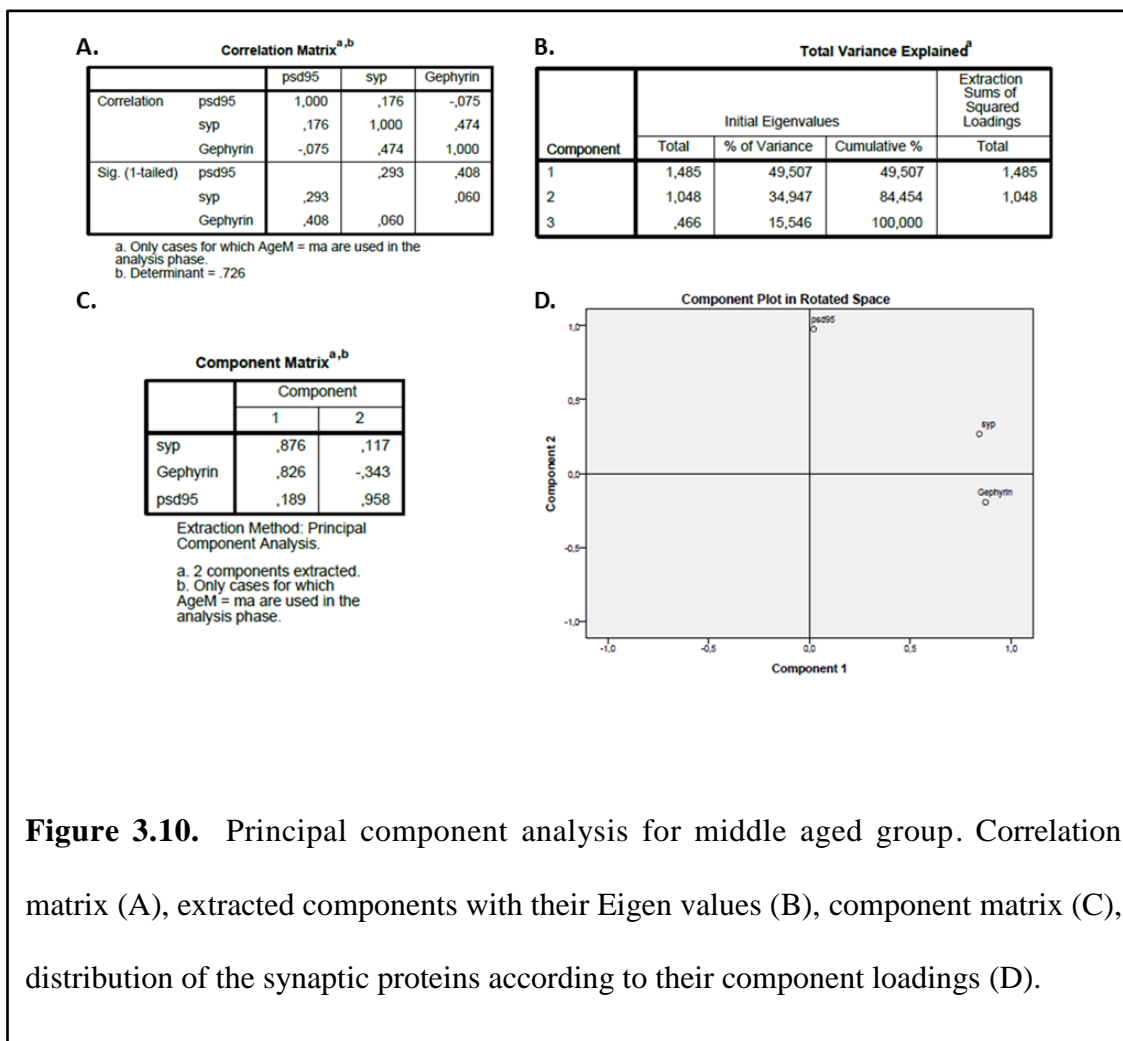 A.
Correlation Matrix a,b
psd95 syp Gephyrin
Correlation psd95 1,000 ,176 -,075
syp ,176 1,000 ,474
Gephyrin -,075 ,474 1,000
Sig. (1-tailed) psd95 ,293 ,408
syp ,293 ,060
Gephyrin ,408 ,060
a. Only cases for which AgeM = ma are used in the
analysis phase.
b. Determinant = .726
B.
Total Variance Explained a
Component Initial Eigenvalues Extraction
Sums of
Squared
Loadings
Total % of Variance Cumulative % Total
1 1,485 49,507 49,507 1,485
2 1,048 34,947 84,454 1,048
3 ,466 15,546 100,000
C.
Component Matrix a,b
Component
1 2
syp ,876 ,117
Gephyrin ,826 -,343
psd95 ,189 ,958
Extraction Method: Principal
Component Analysis.
a. 2 components extracted.
b. Only cases for which
AgeM = ma are used in the
analysis phase.
D.
Component Plot in Rotated Space
Component 2
1,0
0,5
0,0
-0,5
-1,0
psd95
syp
Gephyrin
-1,0 -0,5 0,0 0,5 1,0
Component 1
Figure 3.10. Principal component analysis for middle aged group. Correlation
matrix (A), extracted components with their Eigen values (B), component matrix (C),
distribution of the synaptic proteins according to their component loadings (D).